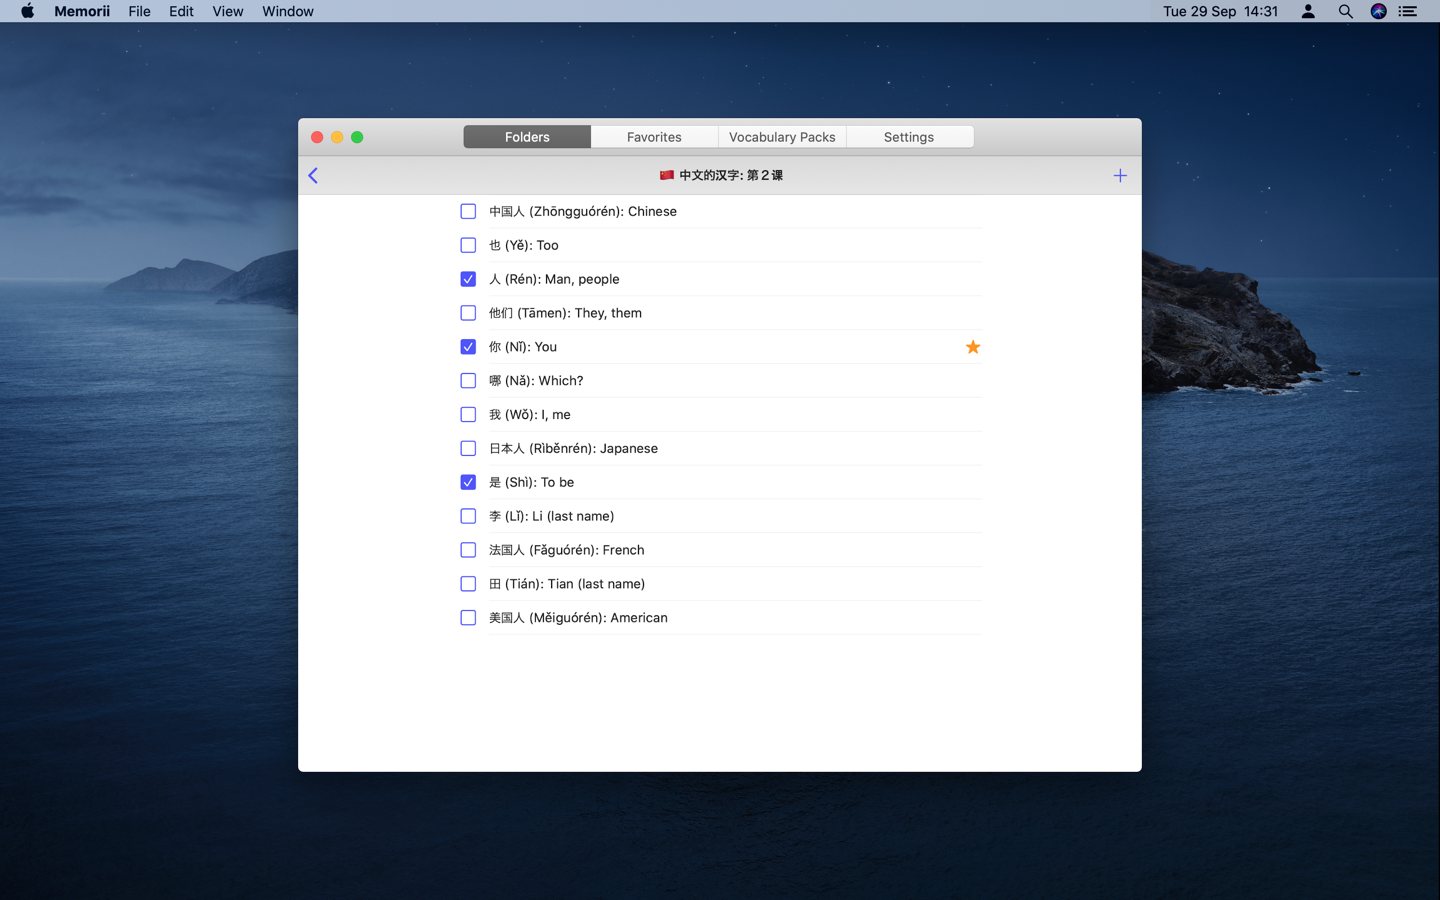 Memorii File Edit View Window Tue 29 Sep 14:31
Folders Favorites Vocabulary Packs Settings
中文的汉字: 第2课
中国人 (Zhōngguórén): Chinese
也 (Yě): Too
人 (Rén): Man, people
他们 (Tāmen): They, them
你 (Nǐ): You
哪 (Nǎ): Which?
我 (Wǒ): I, me
日本人 (Rìběnrén): Japanese
是 (Shì): To be
李 (Lǐ): Li (last name)
法国人 (Fǎguórén): French
田 (Tián): Tian (last name)
美国人 (Měiguórén): American